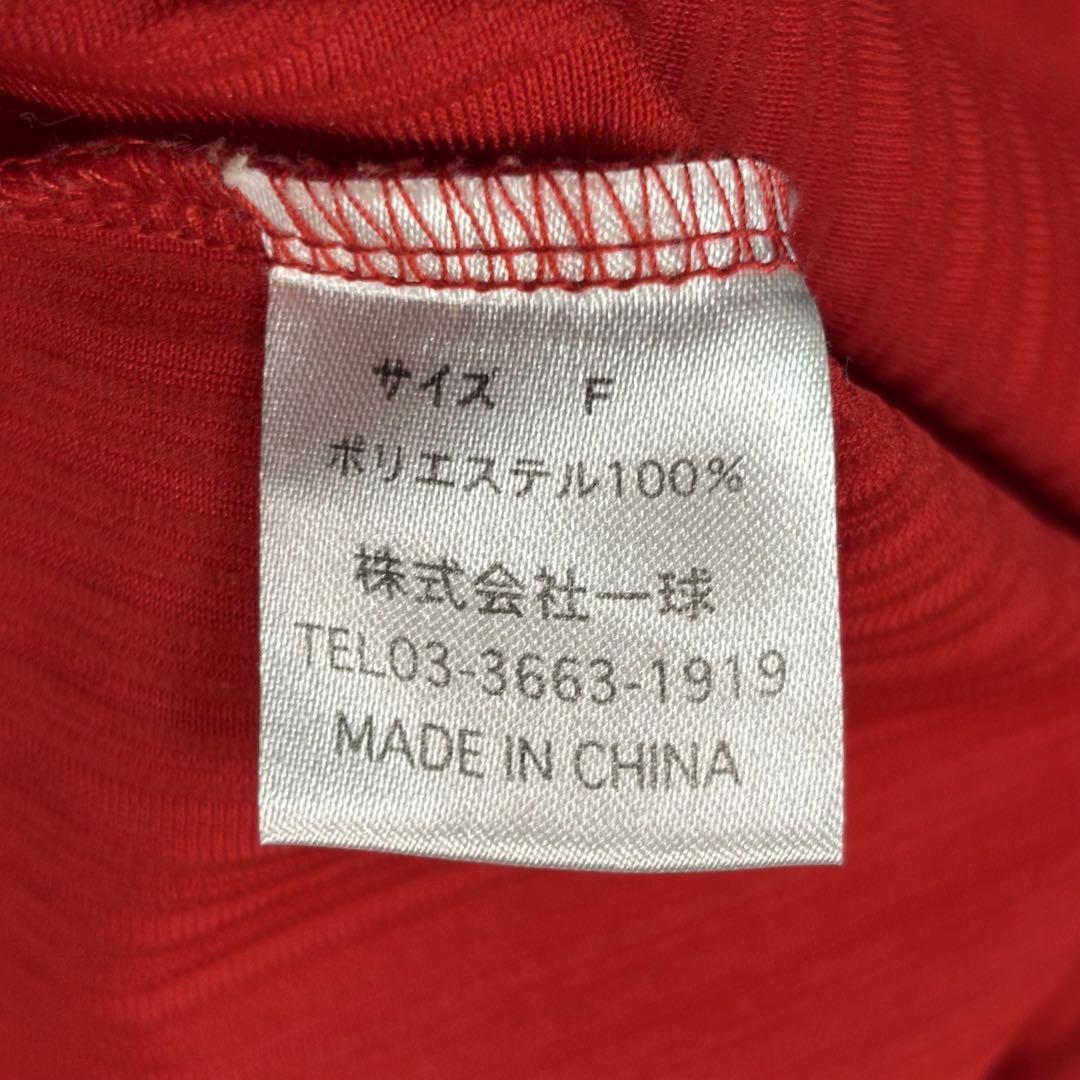 サイズ F
ポリエステル100%
株式会社一球
TEL03-3663-1919
MADE IN CHINA